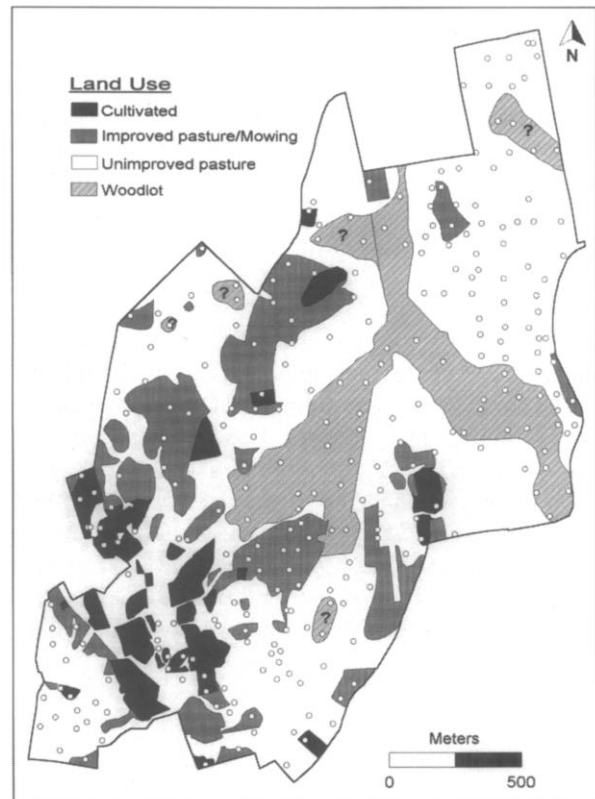 N
Land Use
Cultivated
Improved pasture/Mowing
Unimproved pasture
Woodlot
?
?
?
?
?
Meters
0 500